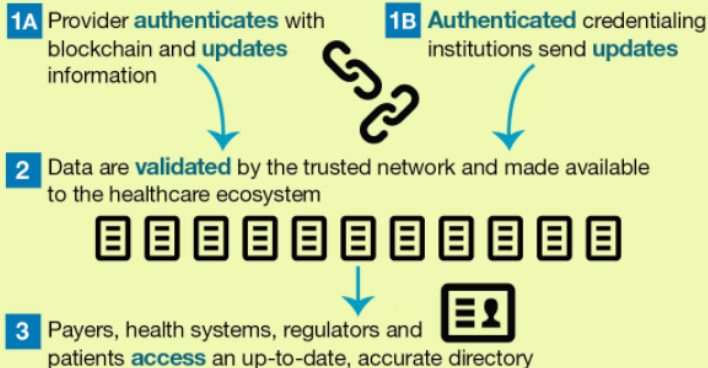 1A Provider authenticates with
blockchain and updates
information
1B Authenticated credentialing
institutions send updates
2 Data are validated by the trusted network and made available
to the healthcare ecosystem
3 Payers, health systems, regulators and
patients access an up-to-date, accurate directory